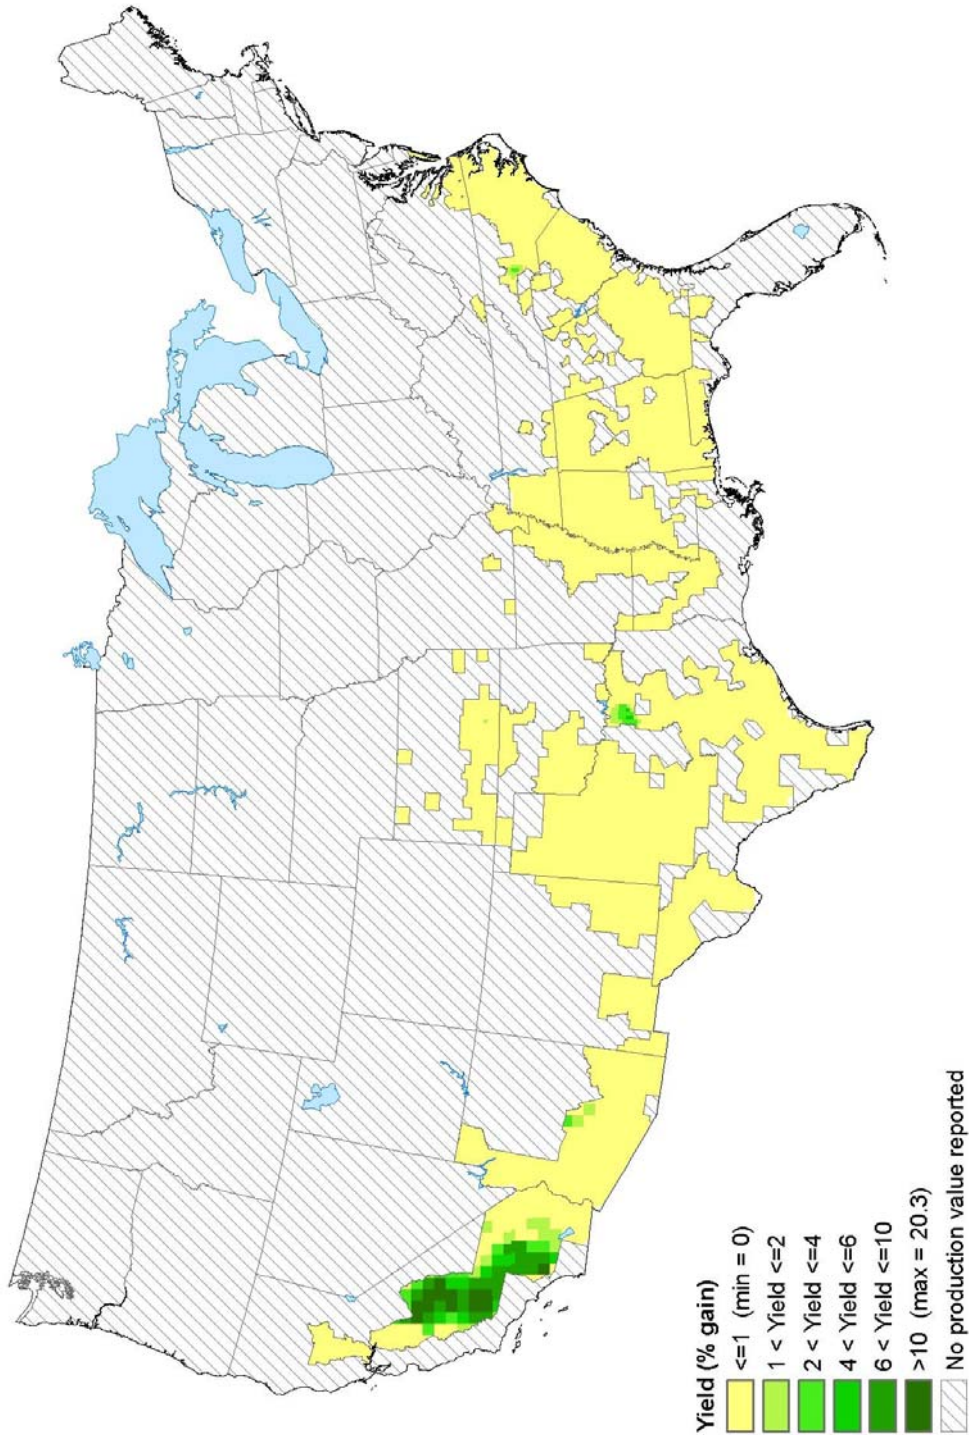 Yield (% gain)
<=1 (min = 0)
1 < Yield <=2
2 < Yield <=4
4 < Yield <=6
6 < Yield <=10
>10 (max = 20.3)
No production value reported